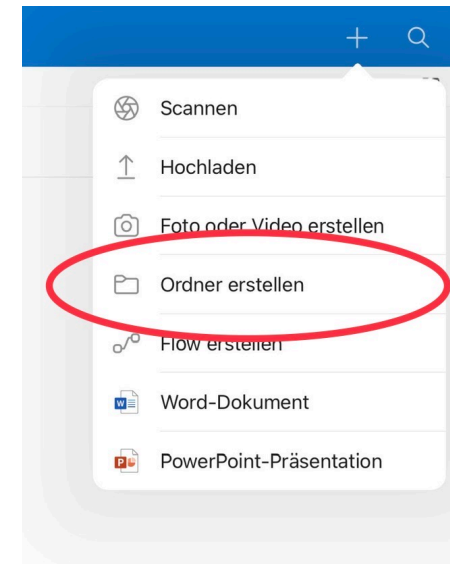 Scannen
Hochladen
Foto oder Video erstellen
Ordner erstellen
Flow erstellen
Word-Dokument
PowerPoint-Präsentation